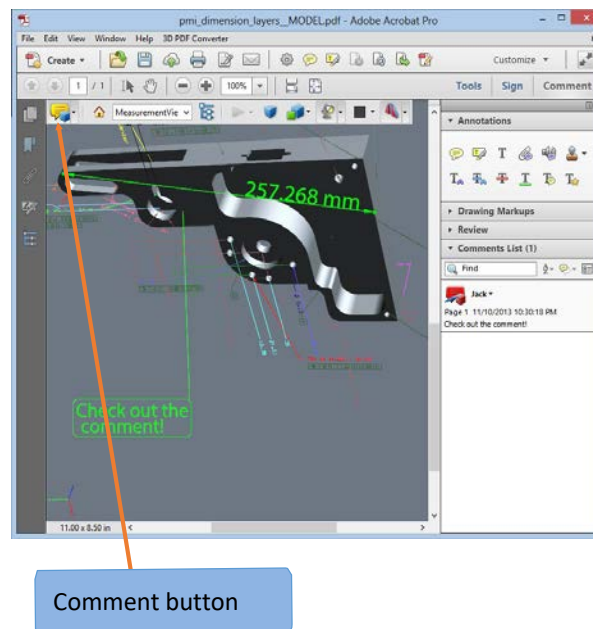 pmi_dimension_layers__MODEL.pdf - Adobe Acrobat Pro
File Edit View Window Help 3D PDF Converter
Create
Customize
1 / 1
100%
Tools Sign Comment
MeasurementVie
Annotations
Drawing Markups
Review
Comments List (1)
Find
Jack
Page 1 11/10/2013 10:30:18 PM
Check out the comment!
257.268 mm
Check out the
comment!
11.00 x 8.50 in
Comment button